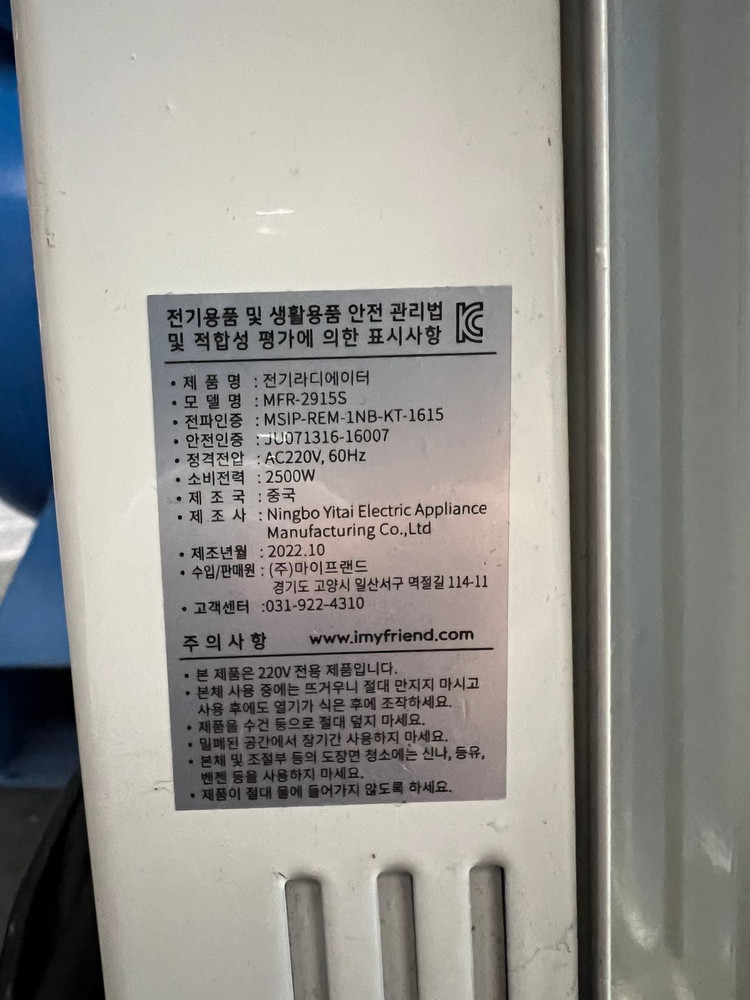 전기용품 및 생활용품 안전 관리법
및 적합성 평가에 의한 표시사항
• 제 품 명 : 전기라디에이터
• 모 델 명 : MFR-2915S
• 전파인증 : MSIP-REM-1NB-KT-1615
• 안전인증 : JU071316-16007
• 정격전압 : AC220V, 60Hz
• 소비전력 : 2500W
• 제 조 국 : 중국
• 제 조 사 : Ningbo Yitai Electric Appliance
Manufacturing Co.,Ltd
• 제조년월 : 2022.10
• 수입/판매원 : (주)마이프랜드
경기도 고양시 일산서구 멱절길 114-11
• 고객센터 :031-922-4310
주 의 사 항 www.imyfriend.com
• 본 제품은 220V 전용 제품입니다.
• 본체 사용 중에는 뜨거우니 절대 만지지 마시고
사용 후에도 열기가 식은 후에 조작하세요.
• 제품을 수건 등으로 절대 덮지 마세요.
• 밀폐된 공간에서 장기간 사용하지 마세요.
• 본체 및 조절부 등의 도장면 청소에는 신나, 등유,
벤젠 등을 사용하지 마세요.
• 제품이 절대 물에 들어가지 않도록 하세요.